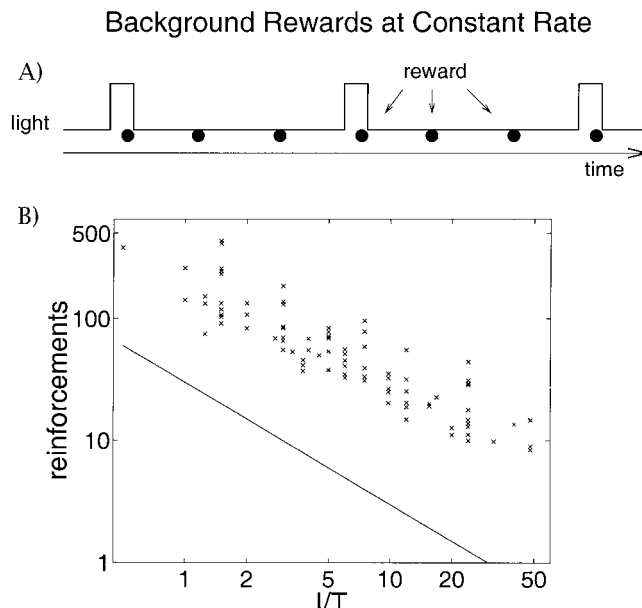 Background Rewards at Constant Rate
A)
reward
light
time
B)
500
100
10
1
reinforcements
1 2 5 10 20 50
I/T